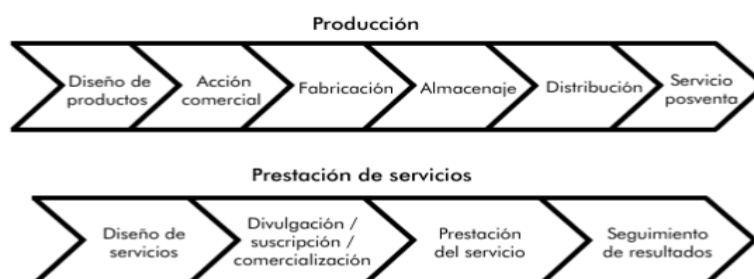 Producción
Diseño de
productos
Acción
comercial
Fabricación
Almacenaje
Distribución
Servicio
posventa
Prestación de servicios
Diseño de
servicios
Divulgación /
suscripción /
comercialización
Prestación
del servicio
Seguimiento
de resultados